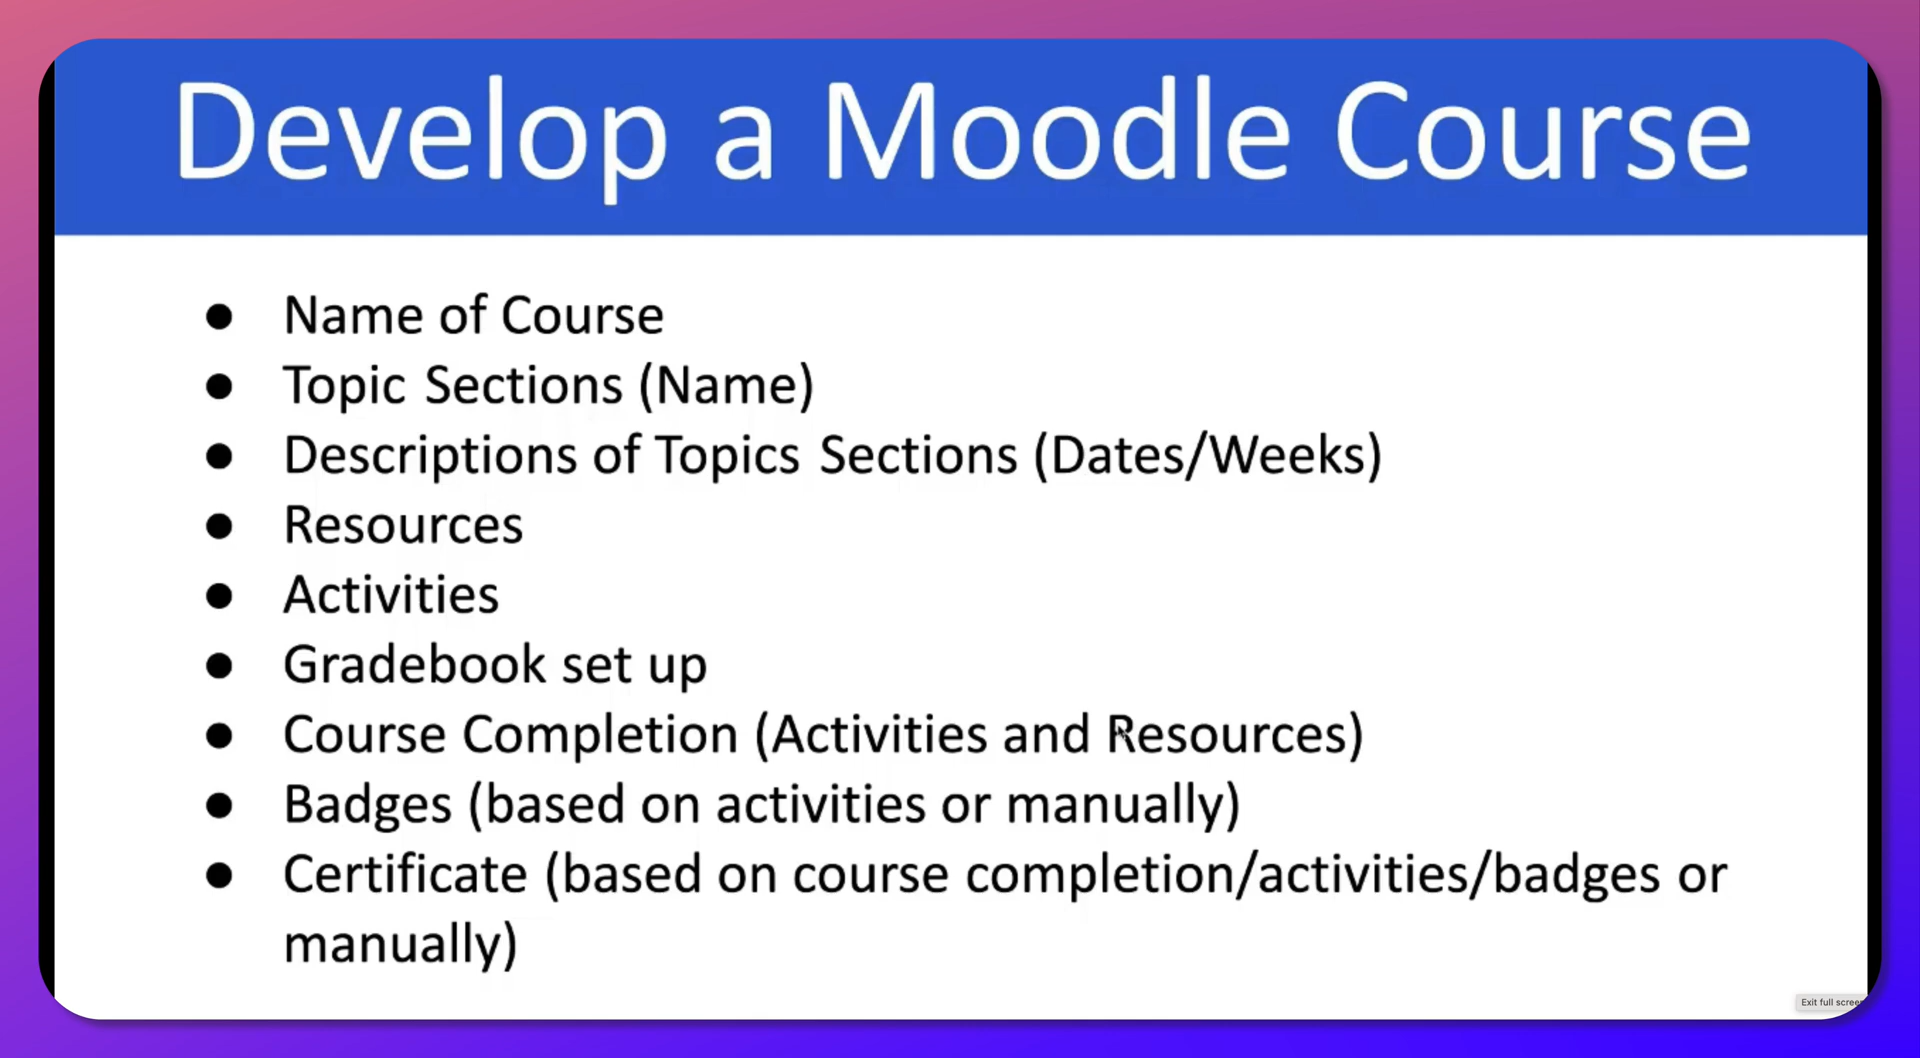 Develop a Moodle Course
● Name of Course
● Topic Sections (Name)
● Descriptions of Topics Sections (Dates/Weeks)
● Resources
● Activities
● Gradebook set up
● Course Completion (Activities and Resources)
● Badges (based on activities or manually)
● Certificate (based on course completion/activities/badges or
manually)
Exit full screen